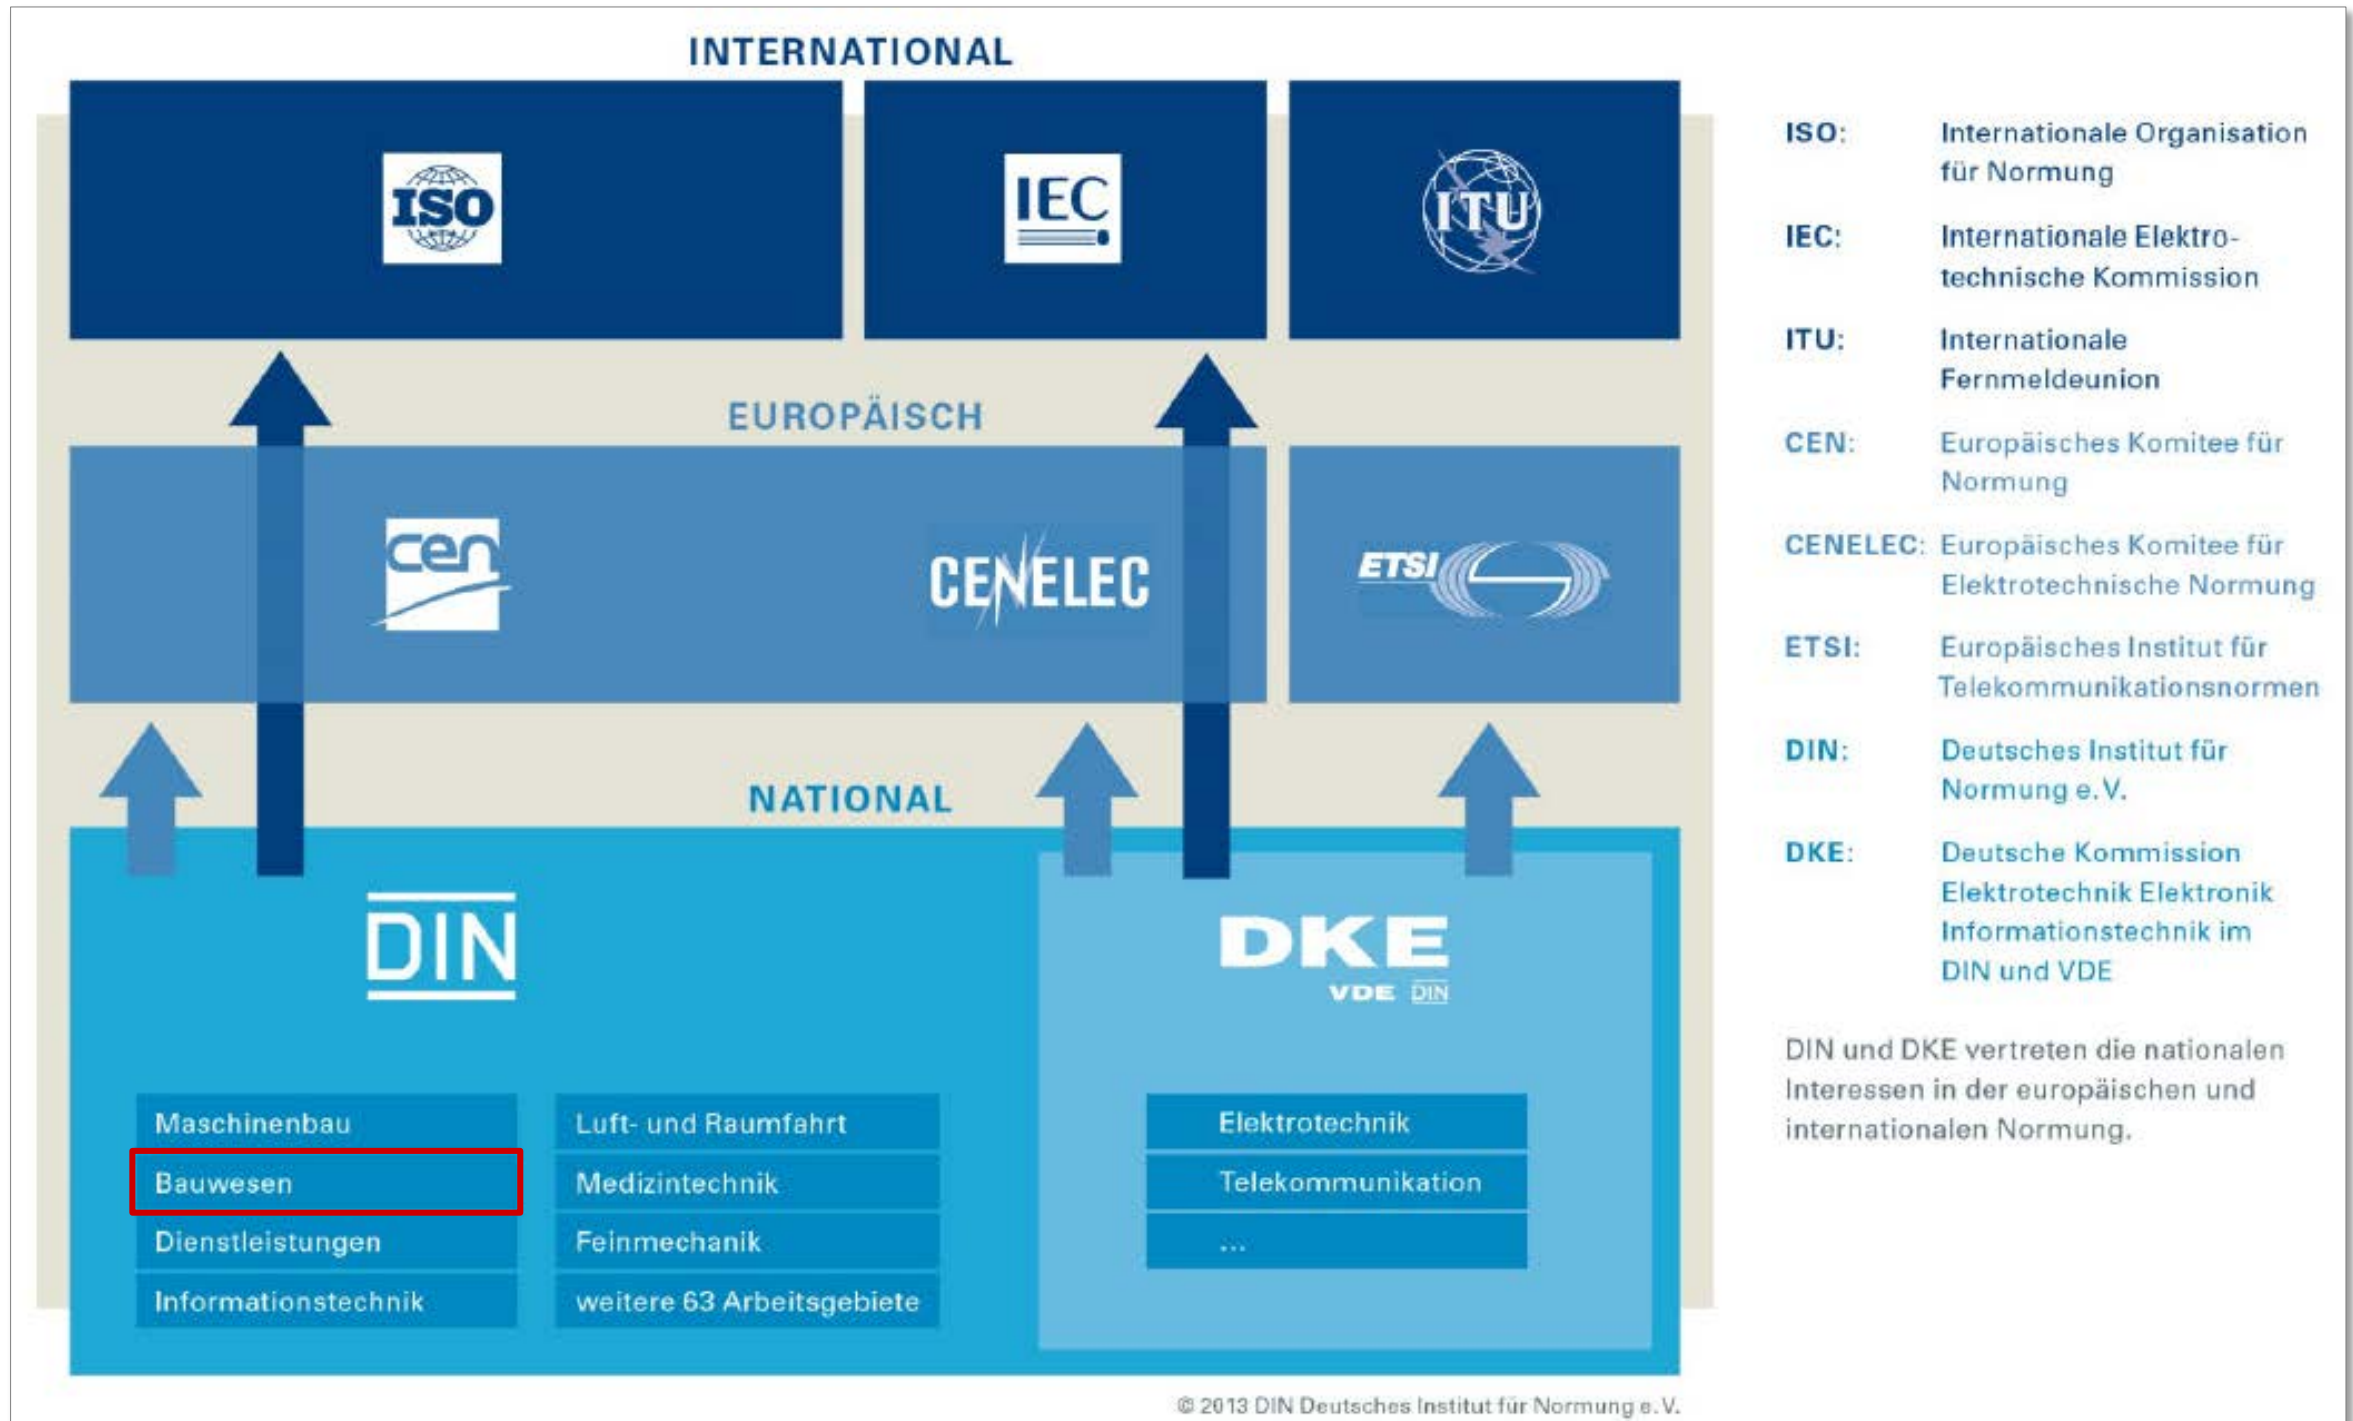 INTERNATIONAL
ISO
IEC
ITU
EUROPÄISCH
cen
CENELEC
ETSI
NATIONAL
DIN
DKE
VDE DIN
Maschinenbau
Bauwesen
Dienstleistungen
Informationstechnik
Luft- und Raumfahrt
Medizintechnik
Feinmechanik
weitere 63 Arbeitsgebiete
Elektrotechnik
Telekommunikation
...
© 2013 DIN Deutsches Institut für Normung e. V.
ISO: Internationale Organisation
für Normung
IEC: Internationale Elektro-
technische Kommission
ITU: Internationale
Fernmeldeunion
CEN: Europäisches Komitee für
Normung
CENELEC: Europäisches Komitee für
Elektrotechnische Normung
ETSI: Europäisches Institut für
Telekommunikationsnormen
DIN: Deutsches Institut für
Normung e. V.
DKE: Deutsche Kommission
Elektrotechnik Elektronik
Informationstechnik im
DIN und VDE
DIN und DKE vertreten die nationalen
Interessen in der europäischen und
internationalen Normung.